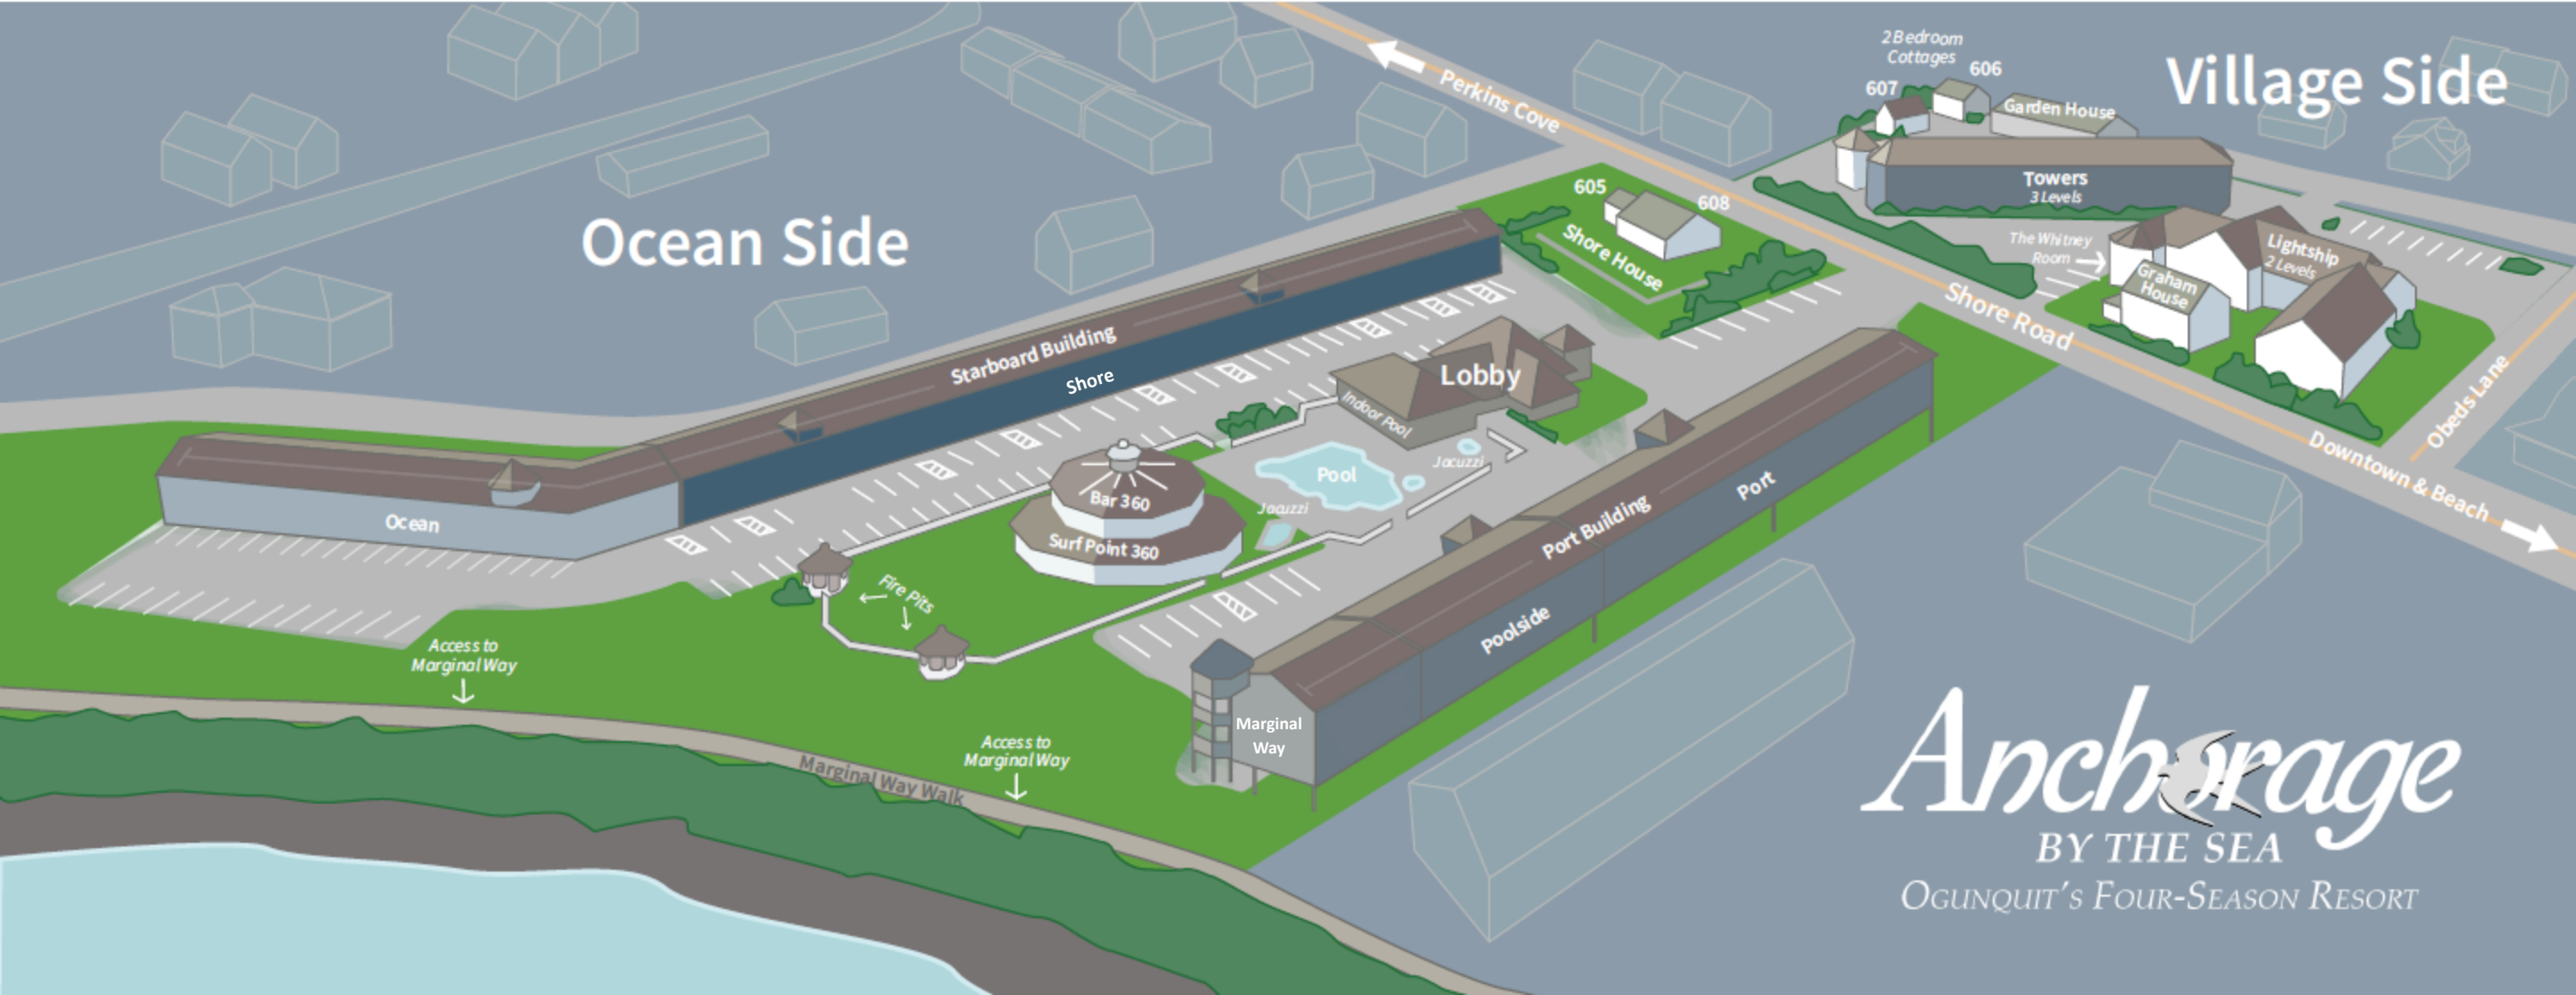 2 Bedroom
Cottages
606
607
Garden House
Village Side
Perkins Cove
Towers
3 Levels
605
608
Shore House
Ocean Side
The Whitney
Room
Lightship
2 Levels
Graham
House
Shore Road
Obeds Lane
Downtown & Beach
Starboard Building
Shore
Lobby
Indoor Pool
Pool
Jacuzzi
Jacuzzi
Bar 360
Surf Point 360
Ocean
Port
Port Building
Poolside
Fire Pits
Access to
Marginal Way
Marginal
Way
Access to
Marginal Way
Marginal Way Walk
Anchorage
BY THE SEA
OGUNQUIT'S FOUR-SEASON RESORT